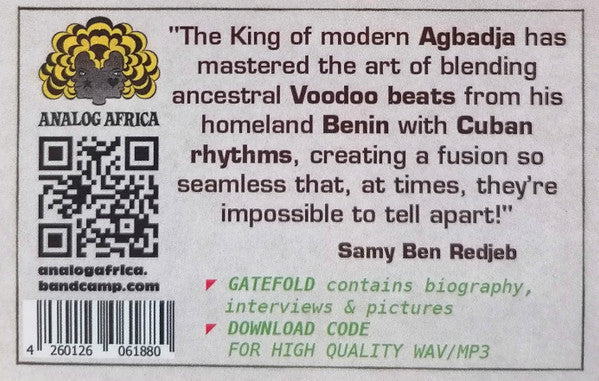 "The King of modern Agbadja has
mastered the art of blending
ancestral Voodoo beats from his
homeland Benin with Cuban
rhythms, creating a fusion so
seamless that, at times, they're
impossible to tell apart!"
Samy Ben Redjeb
ANALOG AFRICA
analogafrica.
bandcamp.com
GATEFOLD contains biography,
interviews & pictures
DOWNLOAD CODE
FOR HIGH QUALITY WAV/MP3
4 260126 061880